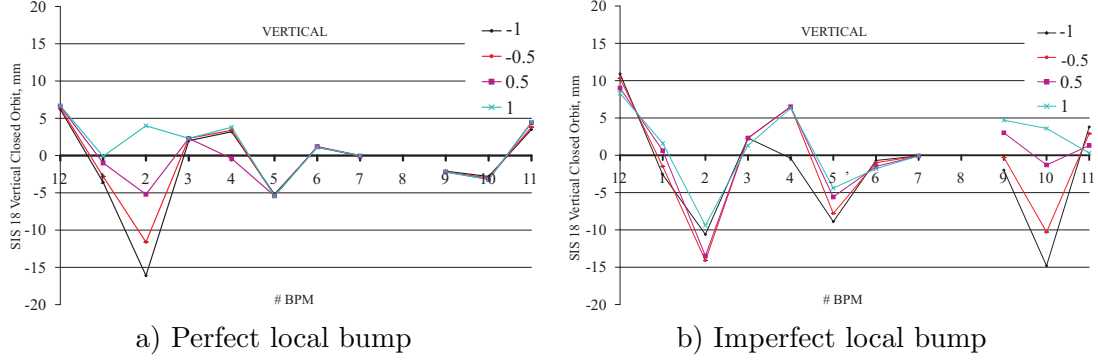 20
15
10
5
0
-5
-10
-15
-20
SIS 18 Vertical Closed Orbit, mm
VERTICAL
-1
-0.5
0.5
1
12 1 2 3 4 5 6 7 8 9 10 11
# BPM
a) Perfect local bump
20
15
10
5
0
-5
-10
-15
-20
SIS 18 Vertical Closed Orbit, mm
VERTICAL
-1
-0.5
0.5
1
12 1 2 3 4 5 6 7 8 9 10 11
# BPM
b) Imperfect local bump